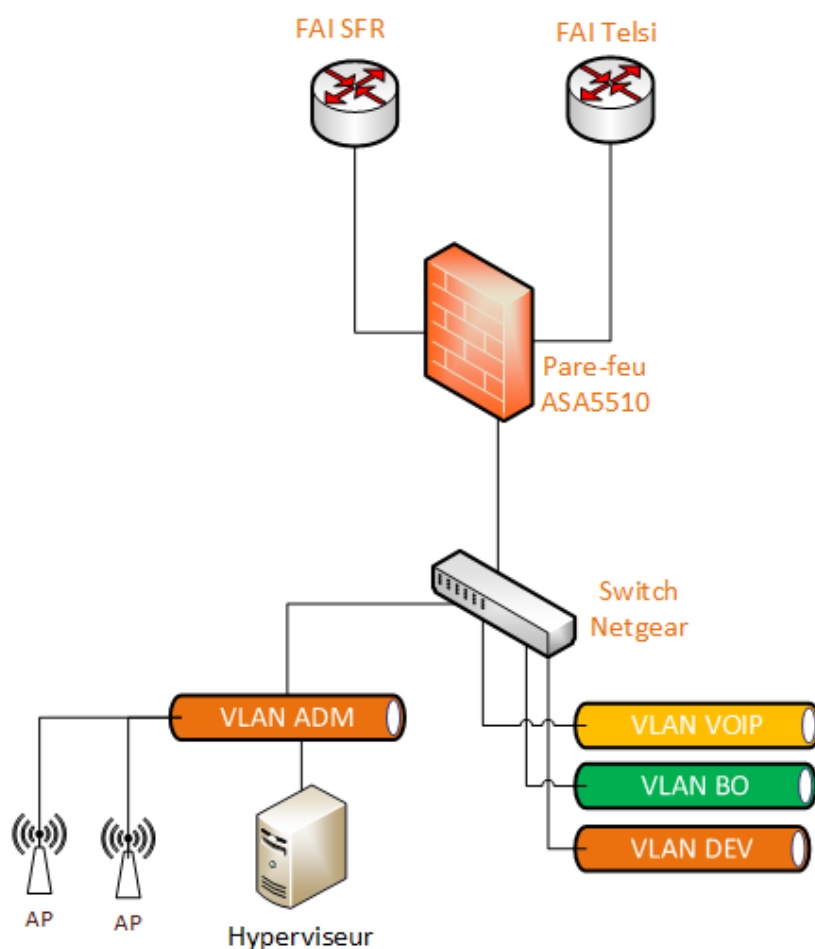 FAI SFR
FAI Telsi
Pare-feu
ASA5510
Switch
Netgear
VLAN ADM
VLAN VOIP
VLAN BO
VLAN DEV
AP
AP
Hyperviseur